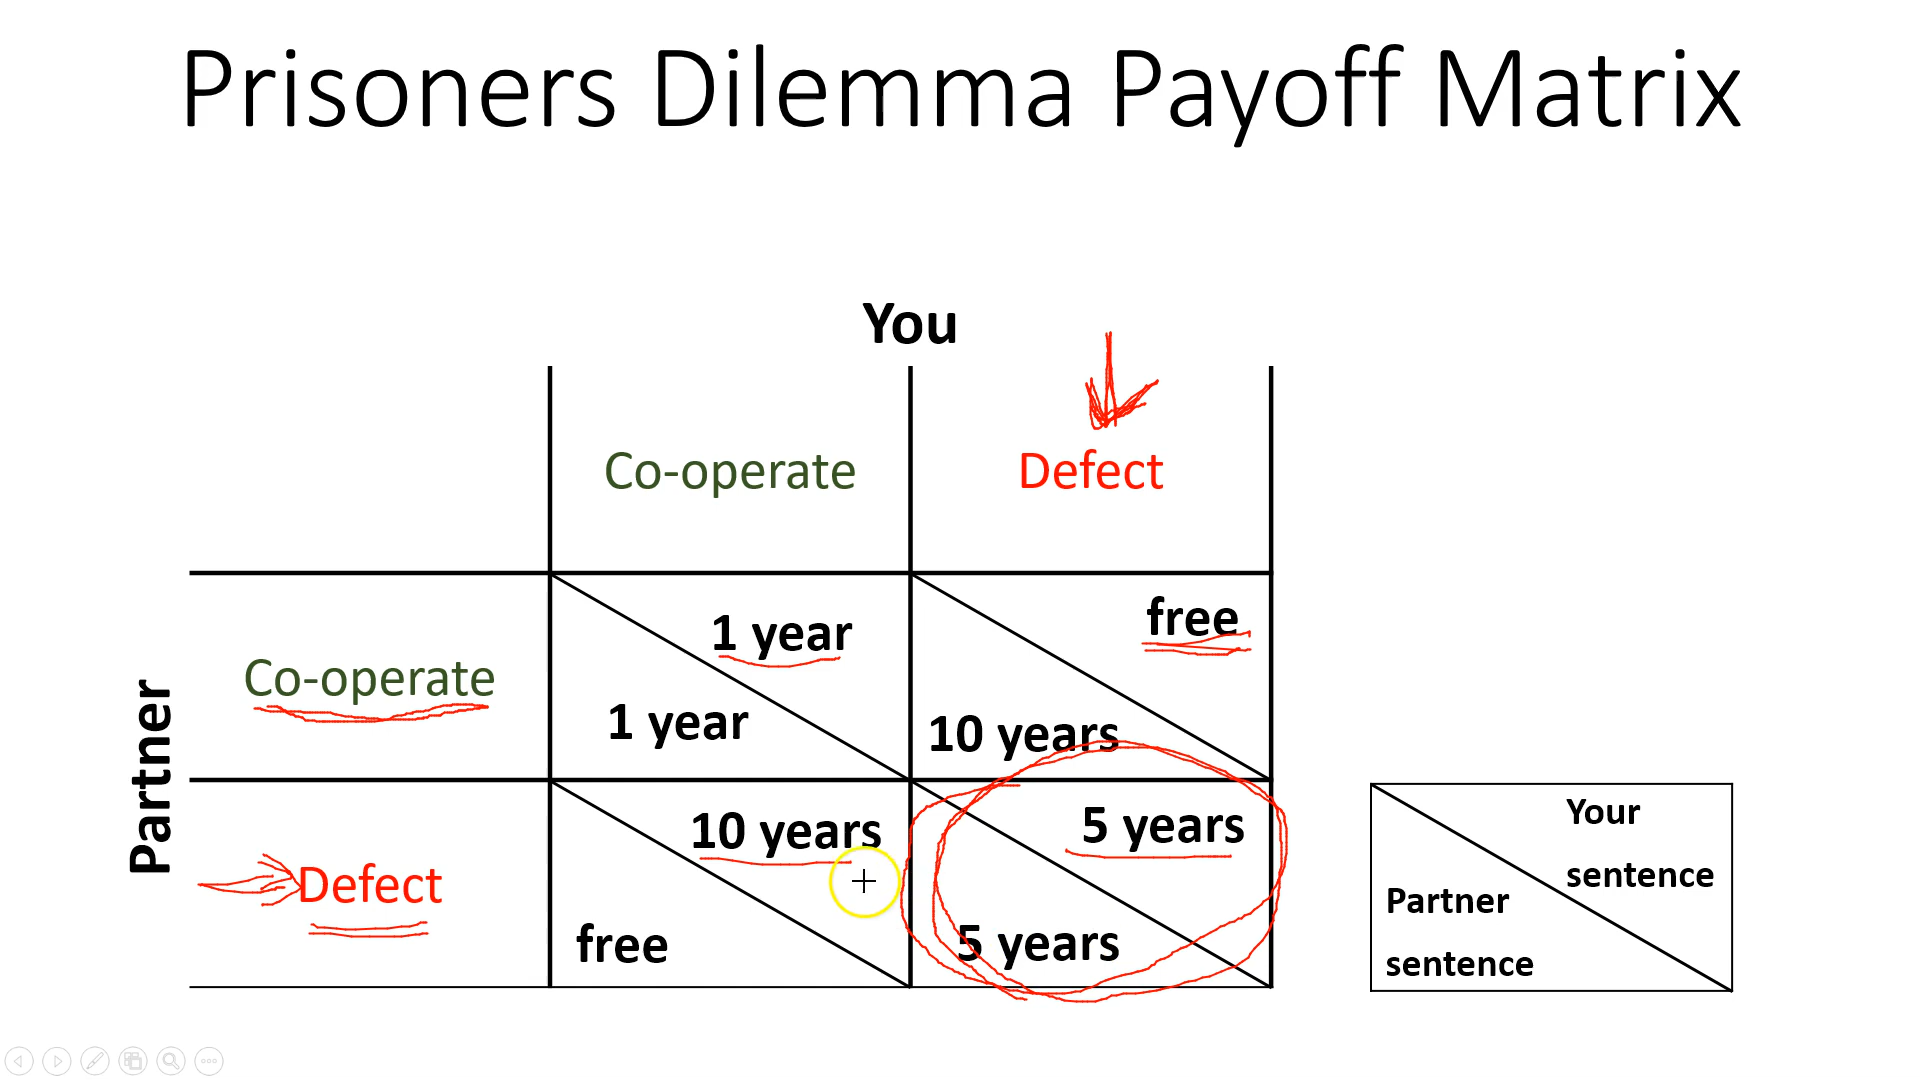 Prisoners Dilemma Payoff Matrix
You
Co-operate
Defect
Partner
Co-operate
1 year
1 year
free
10 years
Defect
10 years
free
5 years
5 years
Your
sentence
Partner
sentence